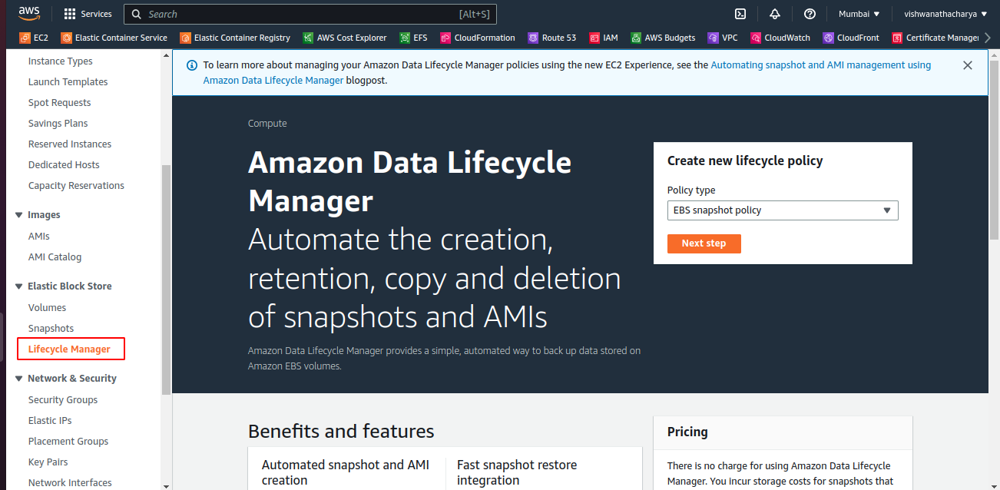 aws
Services
Search
[Alt+S]
Mumbai
vishwanathacharya
EC2
Elastic Container Service
Elastic Container Registry
AWS Cost Explorer
EFS
CloudFormation
Route 53
IAM
AWS Budgets
VPC
CloudWatch
CloudFront
Certificate Manager
Instance Types
Launch Templates
Spot Requests
Savings Plans
Reserved Instances
Dedicated Hosts
Capacity Reservations
Images
AMIs
AMI Catalog
Elastic Block Store
Volumes
Snapshots
Lifecycle Manager
Network & Security
Security Groups
Elastic IPs
Placement Groups
Key Pairs
Network Interfaces
To learn more about managing your Amazon Data Lifecycle Manager policies using the new EC2 Experience, see the Automating snapshot and AMI management using
Amazon Data Lifecycle Manager blogpost.
Compute
Amazon Data Lifecycle
Manager
Automate the creation,
retention, copy and deletion
of snapshots and AMIs
Amazon Data Lifecycle Manager provides a simple, automated way to back up data stored on
Amazon EBS volumes.
Create new lifecycle policy
Policy type
EBS snapshot policy
Next step
Benefits and features
Automated snapshot and AMI
creation
Fast snapshot restore
integration
Pricing
There is no charge for using Amazon Data Lifecycle
Manager. You incur storage costs for snapshots that